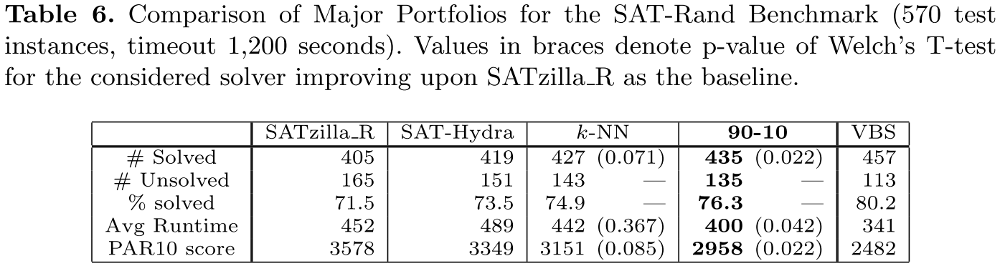 Table 6. Comparison of Major Portfolios for the SAT-Rand Benchmark (570 test
instances, timeout 1,200 seconds). Values in braces denote p-value of Welch's T-test
for the considered solver improving upon SATzilla_R as the baseline.
SATzilla_R SAT-Hydra k-NN 90-10 VBS
# Solved 405 419 427 (0.071) 435 (0.022) 457
# Unsolved 165 151 143 — 135 — 113
% solved 71.5 73.5 74.9 — 76.3 — 80.2
Avg Runtime 452 489 442 (0.367) 400 (0.042) 341
PAR10 score 3578 3349 3151 (0.085) 2958 (0.022) 2482